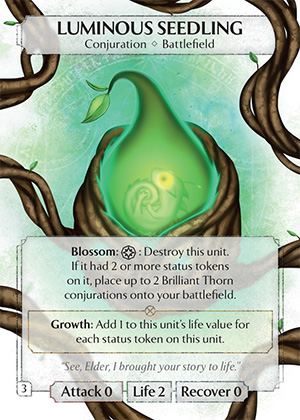 LUMINOUS SEEDLING
Conjuration ◇ Battlefield
Blossom: : Destroy this unit.
If it had 2 or more status tokens
on it, place up to 2 Brilliant Thorn
conjurations onto your battlefield.
Growth: Add 1 to this unit's life value for
each status token on this unit.
"See, Elder, I brought your story to life."
3
Attack 0 Life 2 Recover 0